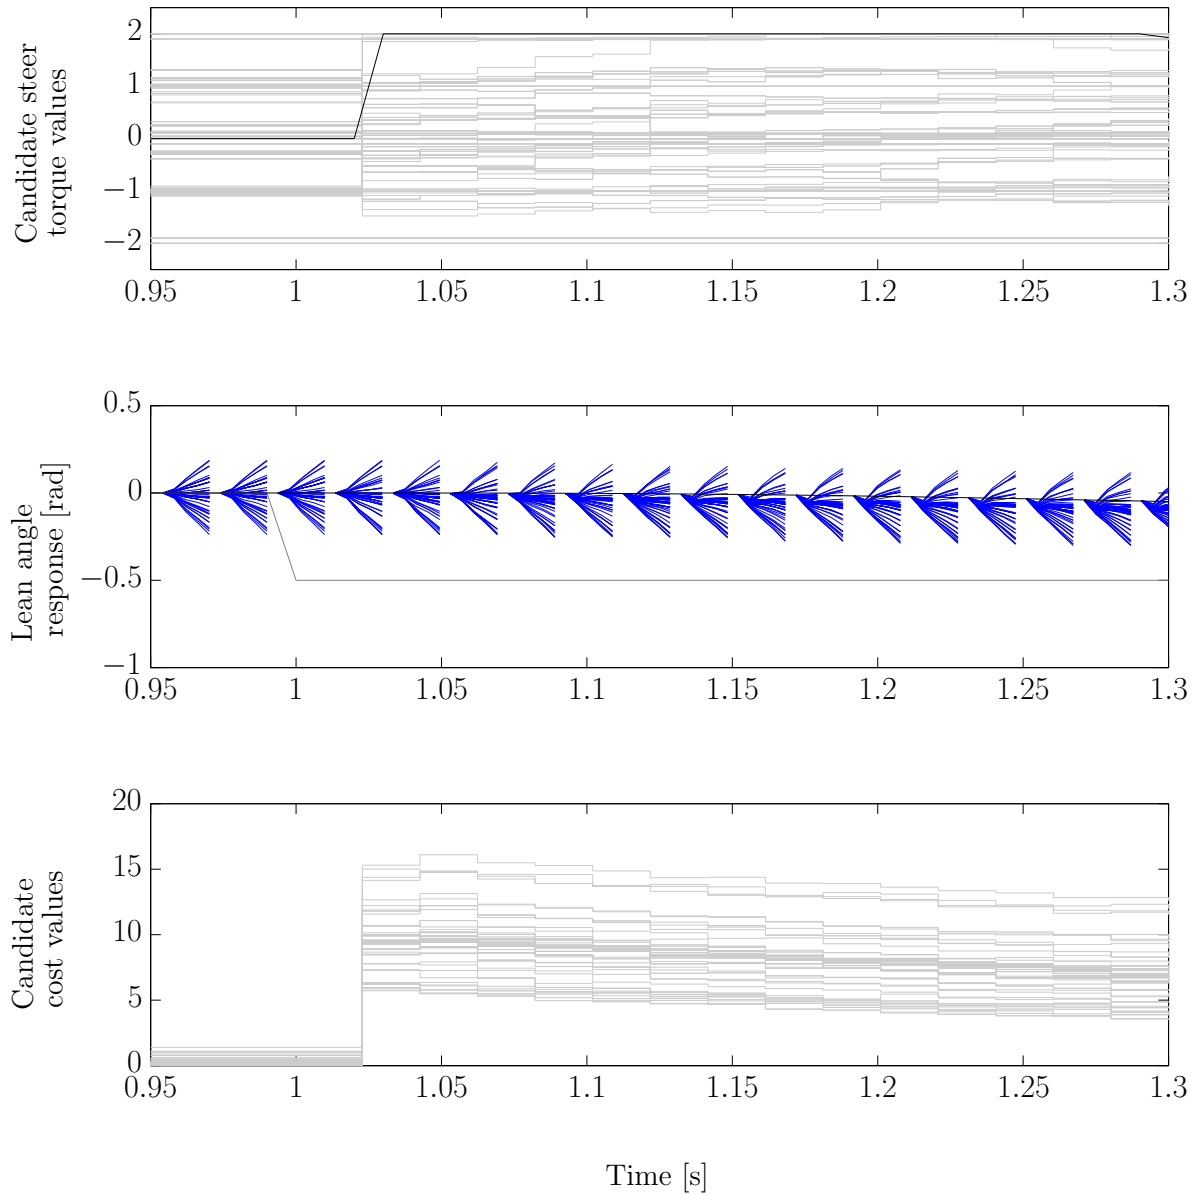 Candidate steer
torque values
2
1
0
−1
−2
0.95 1 1.05 1.1 1.15 1.2 1.25 1.3
Lean angle
response [rad]
0.5
0
−0.5
−1
0.95 1 1.05 1.1 1.15 1.2 1.25 1.3
Candidate
cost values
20
15
10
5
0
0.95 1 1.05 1.1 1.15 1.2 1.25 1.3
Time [s]